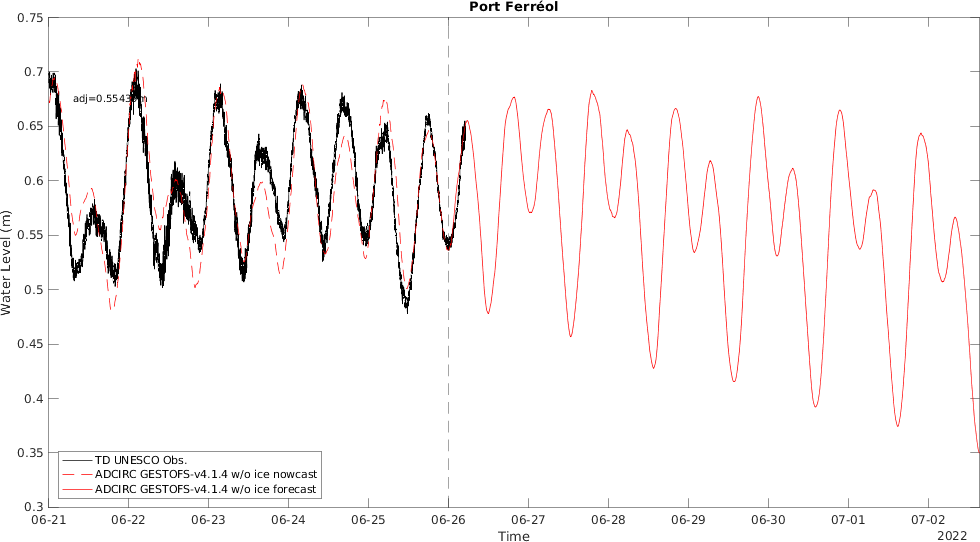 Port Ferréol
0.75
0.7
0.65
0.6
0.55
0.5
0.45
0.4
0.35
0.3
Water Level (m)
TD UNESCO Obs.
ADCIRC GESTOFS-v4.1.4 w/o ice nowcast
ADCIRC GESTOFS-v4.1.4 w/o ice forecast
06-21 06-22 06-23 06-24 06-25 06-26 06-27 06-28 06-29 06-30 07-01 07-02
Time
2022